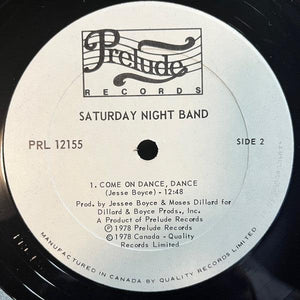 Prelude
RECORDS
SATURDAY NIGHT BAND
PRL 12155
SIDE 2
1. COME ON DANCE, DANCE
(Jesse Boyce) - 12:48
Prod. by Jessee Boyce & Moses Dillard for
Dillard & Boyce Prods, Inc.
A Product of Prelude Records
Ⓟ 1978 Prelude Records
© 1978 Canada - Quality
Records Limited
MANUFACTURED IN CANADA BY QUALITY RECORDS LIMITED